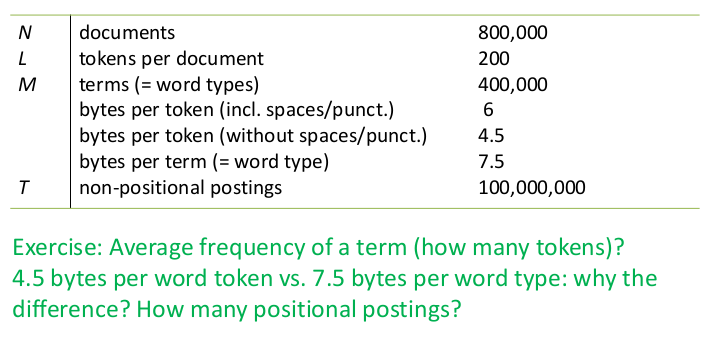 N documents 800,000
L tokens per document 200
M terms (= word types) 400,000
bytes per token (incl. spaces/punct.) 6
bytes per token (without spaces/punct.) 4.5
bytes per term (= word type) 7.5
T non-positional postings 100,000,000
Exercise: Average frequency of a term (how many tokens)?
4.5 bytes per word token vs. 7.5 bytes per word type: why the
difference? How many positional postings?